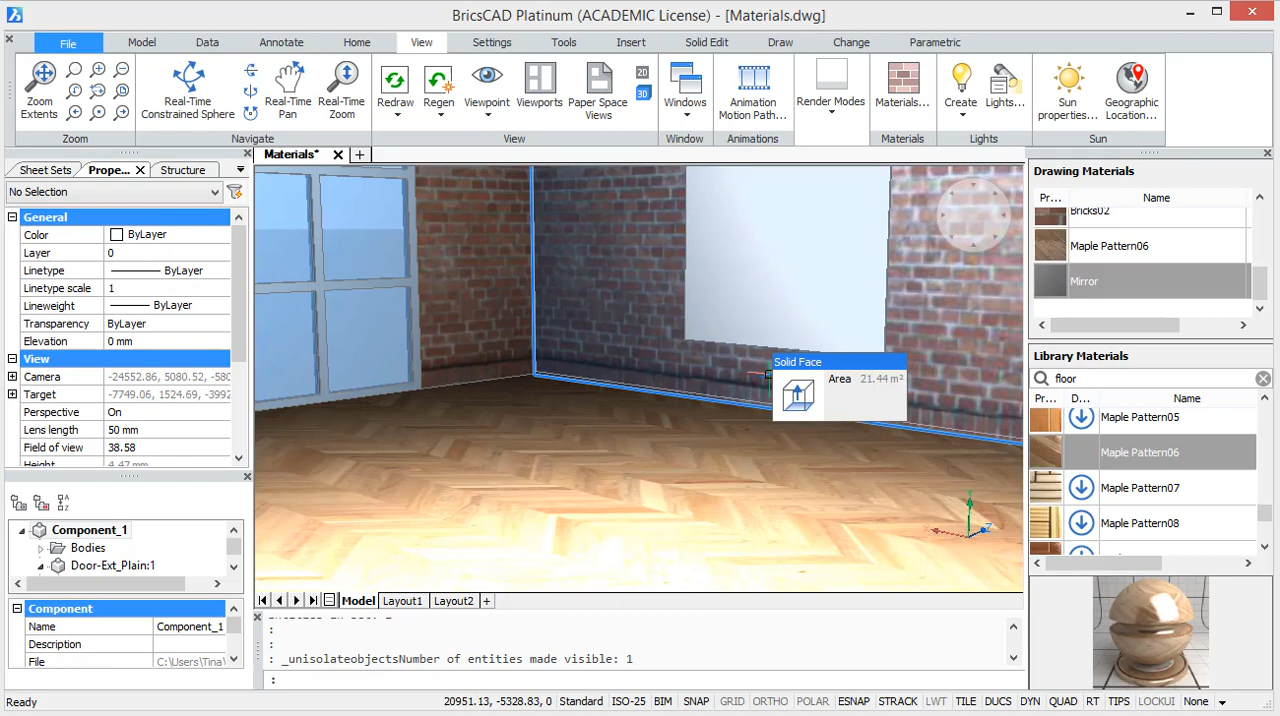 BricsCAD Platinum (ACADEMIC License) - [Materials.dwg]
File Model Data Annotate Home View Settings Tools Insert Solid Edit Draw Change Parametric
Zoom Extents
Real-Time Constrained Sphere
Real-Time Pan
Real-Time Zoom
Redraw
Regen
Viewpoint
Viewports
Paper Space Views
2D
3D
Windows
Animation Motion Path...
Render Modes
Materials...
Create
Lights...
Sun properties...
Geographic Location...
Zoom Navigate View Window Animations Materials Lights Sun
Sheet Sets Prope... Structure
Materials*
No Selection
General
Color ByLayer
Layer 0
Linetype ByLayer
Linetype scale 1
Lineweight ByLayer
Transparency ByLayer
Elevation 0 mm
View
Camera -24552.86, 5080.52, -580
Target -7749.06, 1524.69, -3992
Perspective On
Lens length 50 mm
Field of view 38.58
Height 4.47 mm
Component_1
Bodies
Door-Ext_Plain:1
Component
Name Component_1
Description
File C:\Users\Tina
Solid Face
Area 21.44 m²
Model Layout1 Layout2 +
:
:
: _unisolateobjectsNumber of entities made visible: 1
:
Drawing Materials
Pr... Name
Bricks02
Maple Pattern06
Mirror
Library Materials
floor
Pr... D... Name
Maple Pattern05
Maple Pattern06
Maple Pattern07
Maple Pattern08
Ready 20951.13, -5328.83, 0 Standard ISO-25 BIM SNAP GRID ORTHO POLAR ESNAP STRACK LWT TILE DUCS DYN QUAD RT TIPS LOCKUI None